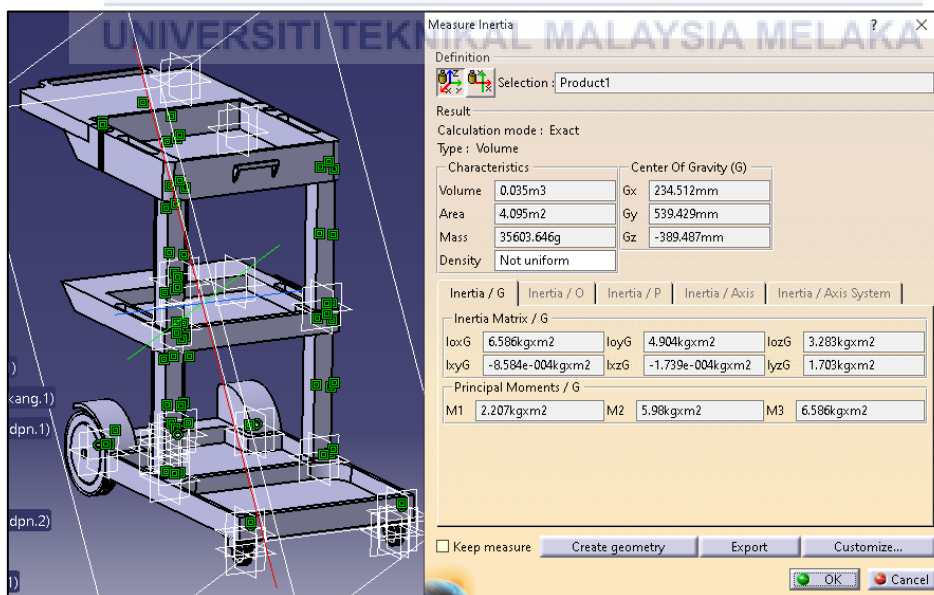 UNIVERSITI TEKNIKAL MALAYSIA MELAKA
Measure Inertia ? ×
Definition
Selection : Product1
Result
Calculation mode : Exact
Type : Volume
Characteristics Center Of Gravity (G)
Volume 0.035m3 Gx 234.512mm
Area 4.095m2 Gy 539.429mm
Mass 35603.646g Gz -389.487mm
Density Not uniform
Inertia / G Inertia / O Inertia / P Inertia / Axis Inertia / Axis System
Inertia Matrix / G
IoxG 6.586kgxm2 IoyG 4.904kgxm2 IozG 3.283kgxm2
IxyG -8.584e-004kgxm2 IxzG -1.739e-004kgxm2 IyzG 1.703kgxm2
Principal Moments / G
M1 2.207kgxm2 M2 5.98kgxm2 M3 6.586kgxm2
)
kang.1)
dpn.1)
dpn.2)
1)
Keep measure Create geometry Export Customize...
OK Cancel